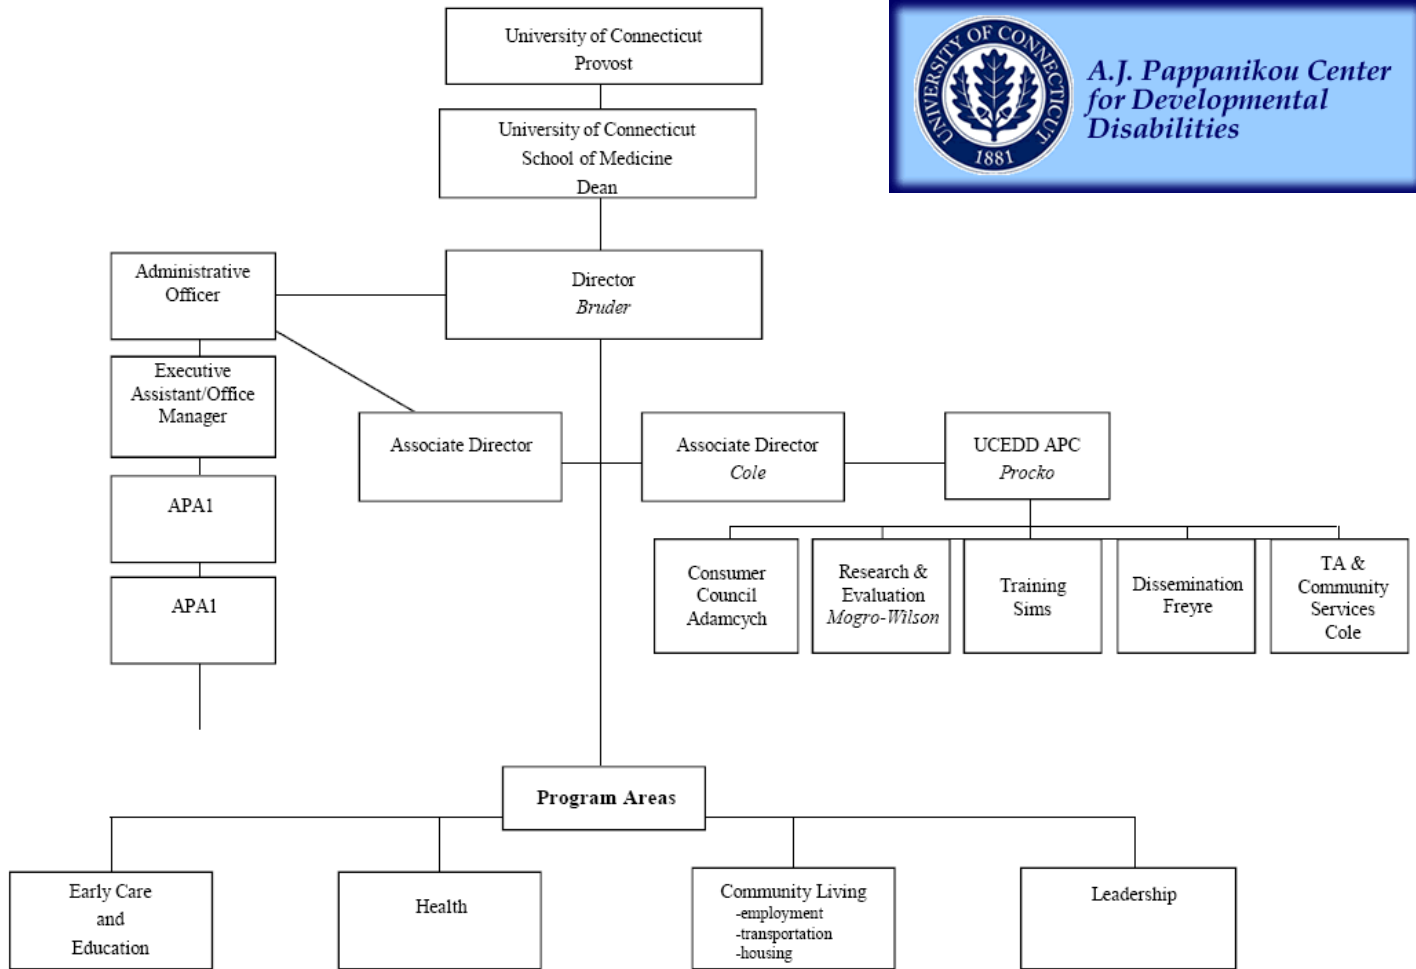 University of Connecticut
Provost
UNIVERSITY OF CONNECTICUT
1881
A.J. Pappanikou Center
for Developmental
Disabilities
University of Connecticut
School of Medicine
Dean
Administrative
Officer
Director
Bruder
Executive
Assistant/Office
Manager
Associate Director
Associate Director
Cole
UCEDD APC
Procko
APA1
APA1
Consumer
Council
Adamcych
Research &
Evaluation
Mogro-Wilson
Training
Sims
Dissemination
Freyre
TA &
Community
Services
Cole
Program Areas
Early Care
and
Education
Health
Community Living
-employment
-transportation
-housing
Leadership